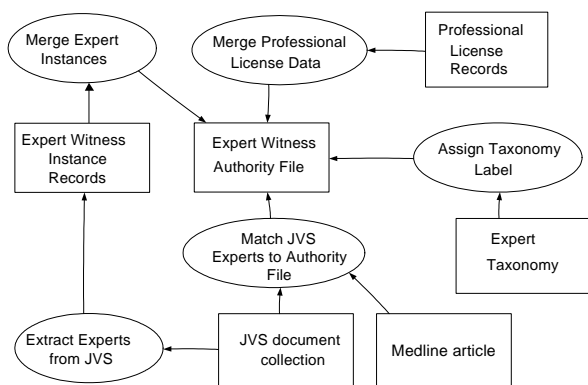 Merge Expert
Instances
Merge Professional
License Data
Professional
License
Records
Expert Witness
Instance
Records
Expert Witness
Authority File
Assign Taxonomy
Label
Match JVS
Experts to Authority
File
Expert
Taxonomy
Extract Experts
from JVS
JVS document
collection
Medline article